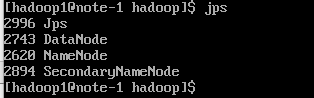 [hadoop1@note-1 hadoop]$ jps
2996 Jps
2743 DataNode
2620 NameNode
2894 SecondaryNameNode
[hadoop1@note-1 hadoop]$